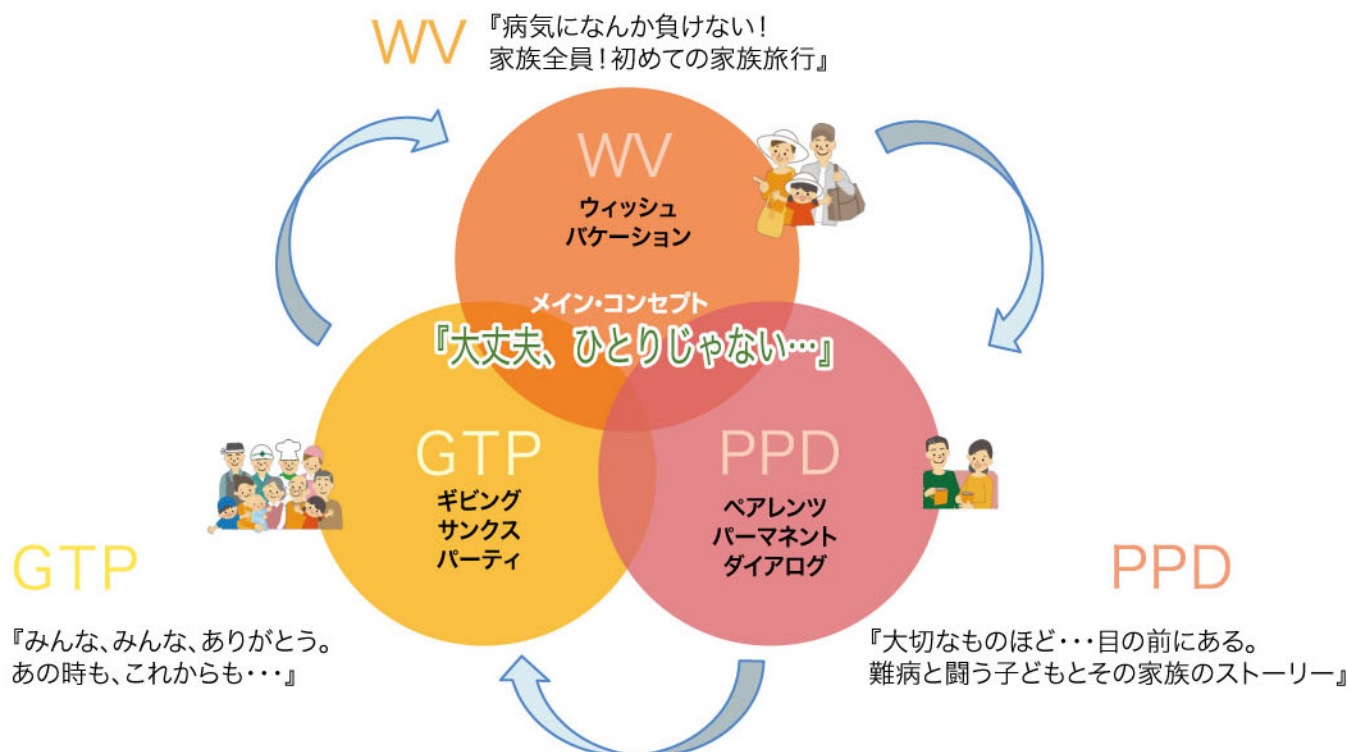 WV
『病気になんか負けない！
家族全員！初めての家族旅行』
WV
ウィッシュ
バケーション
メイン・コンセプト
『大丈夫、ひとりじゃない…』
GTP
ギビング
サンクス
パーティ
PPD
ペアレンツ
パーマネント
ダイアログ
GTP
『みんな、みんな、ありがとう。
あの時も、これからも・・・』
PPD
『大切なものほど・・・目の前にある。
難病と闘う子どもとその家族のストーリー』